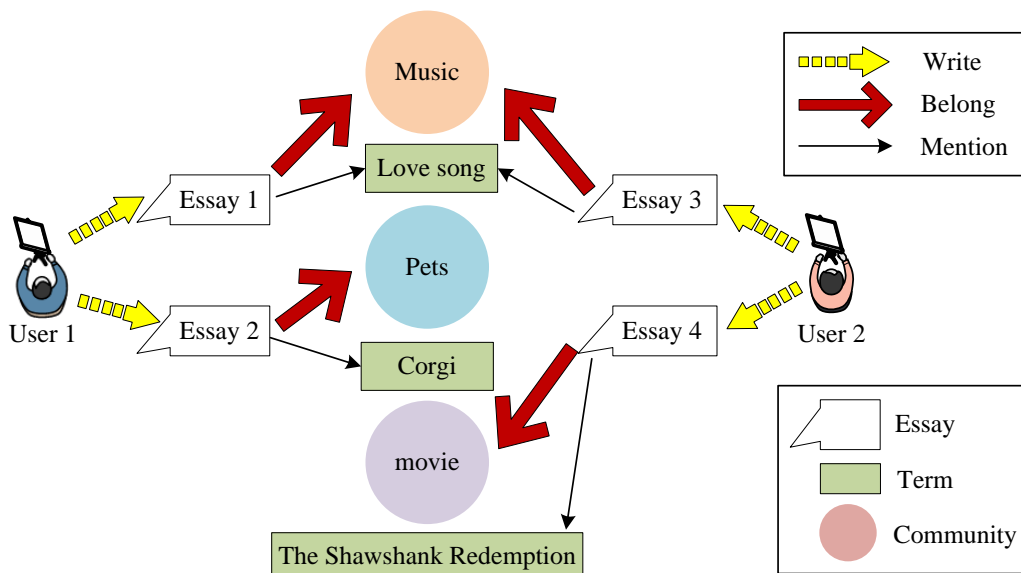 Music
Write
Belong
Mention
Love song
Essay 1
Essay 3
Pets
User 1
Essay 2
Essay 4
User 2
Corgi
Essay
movie
Term
Community
The Shawshank Redemption